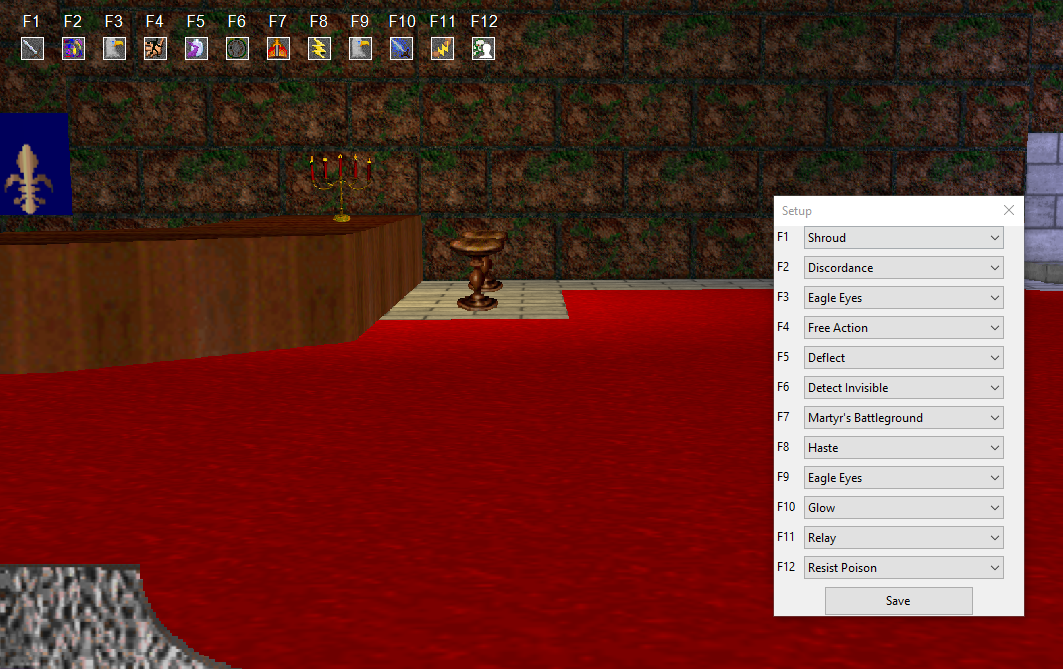 F1 F2 F3 F4 F5 F6 F7 F8 F9 F10 F11 F12
Setup
F1 Shroud
F2 Discordance
F3 Eagle Eyes
F4 Free Action
F5 Deflect
F6 Detect Invisible
F7 Martyr's Battleground
F8 Haste
F9 Eagle Eyes
F10 Glow
F11 Relay
F12 Resist Poison
Save